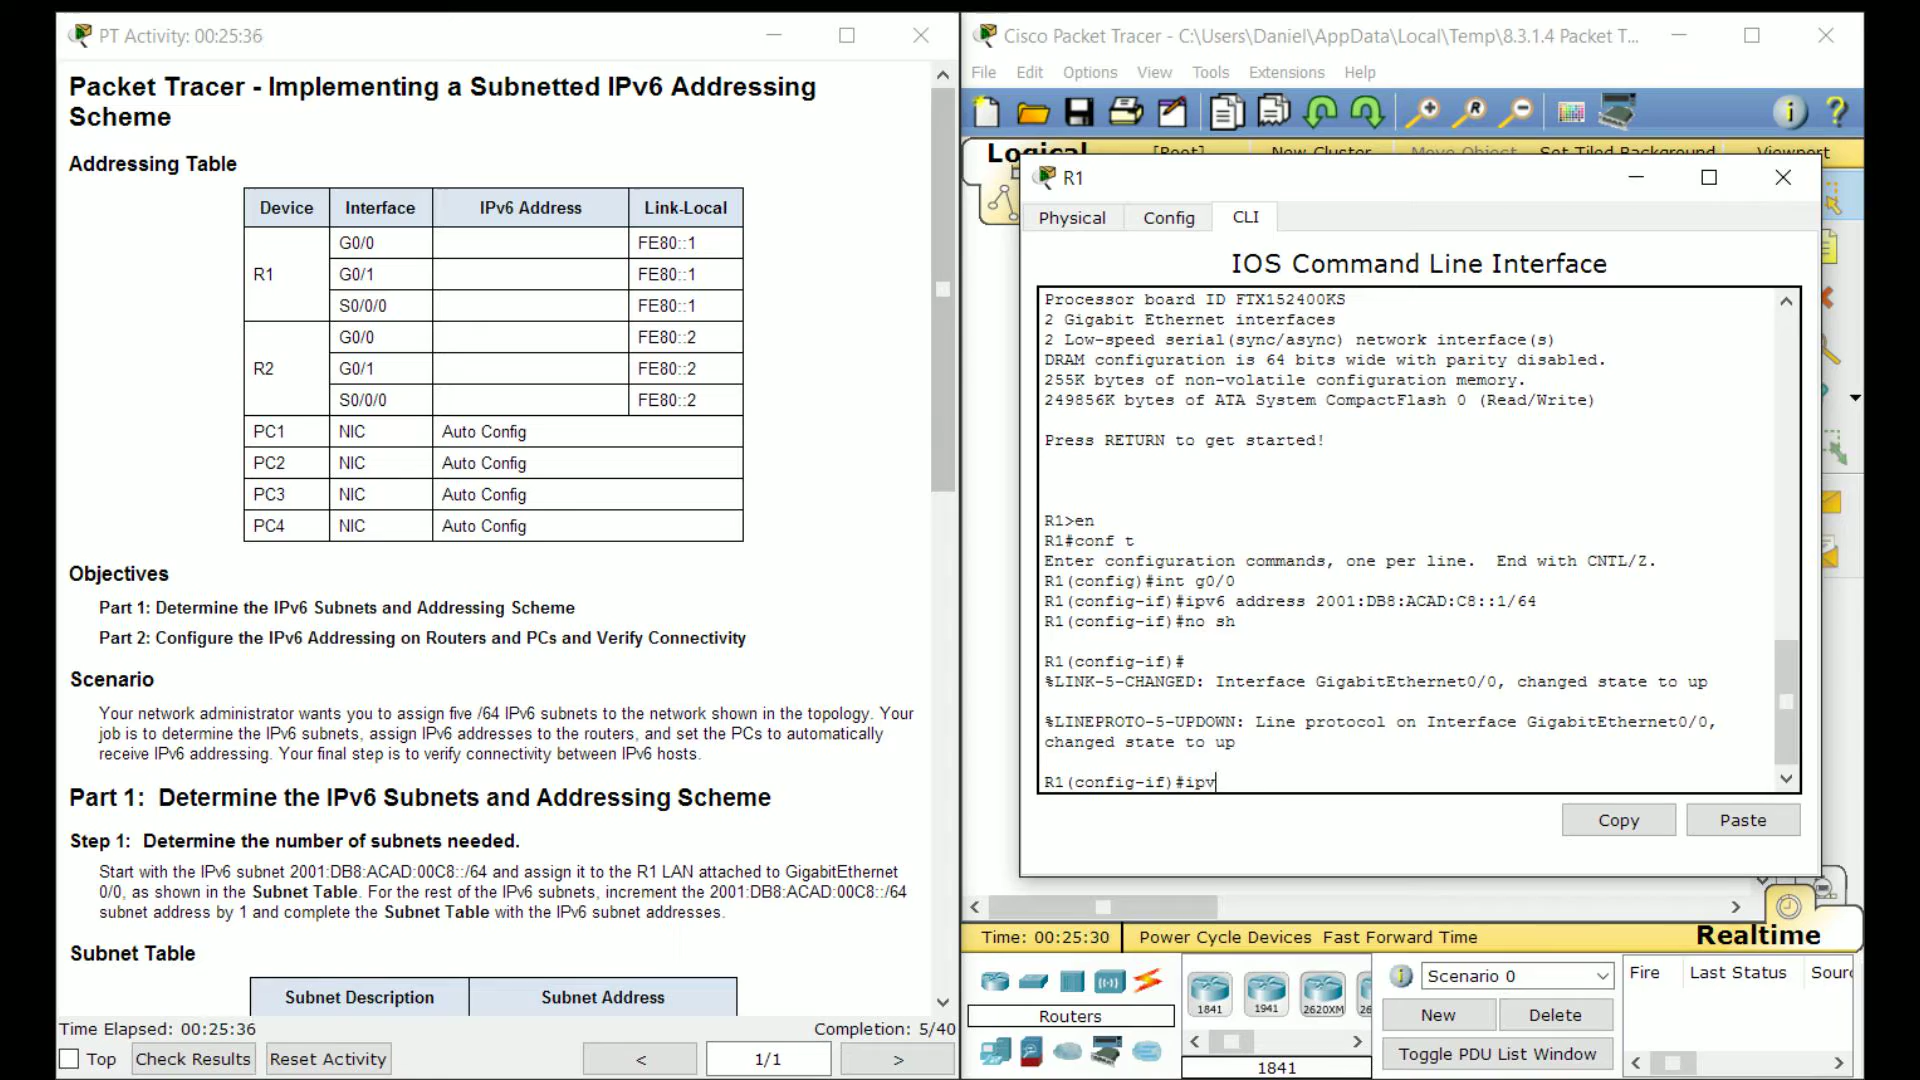 PT Activity: 00:25:36
Packet Tracer - Implementing a Subnetted IPv6 Addressing
Scheme
Addressing Table
Device Interface IPv6 Address Link-Local
R1 G0/0 FE80::1
G0/1 FE80::1
S0/0/0 FE80::1
R2 G0/0 FE80::2
G0/1 FE80::2
S0/0/0 FE80::2
PC1 NIC Auto Config
PC2 NIC Auto Config
PC3 NIC Auto Config
PC4 NIC Auto Config
Objectives
Part 1: Determine the IPv6 Subnets and Addressing Scheme
Part 2: Configure the IPv6 Addressing on Routers and PCs and Verify Connectivity
Scenario
Your network administrator wants you to assign five /64 IPv6 subnets to the network shown in the topology. Your
job is to determine the IPv6 subnets, assign IPv6 addresses to the routers, and set the PCs to automatically
receive IPv6 addressing. Your final step is to verify connectivity between IPv6 hosts.
Part 1: Determine the IPv6 Subnets and Addressing Scheme
Step 1: Determine the number of subnets needed.
Start with the IPv6 subnet 2001:DB8:ACAD:00C8::/64 and assign it to the R1 LAN attached to GigabitEthernet
0/0, as shown in the Subnet Table. For the rest of the IPv6 subnets, increment the 2001:DB8:ACAD:00C8::/64
subnet address by 1 and complete the Subnet Table with the IPv6 subnet addresses.
Subnet Table
Subnet Description Subnet Address
Time Elapsed: 00:25:36 Completion: 5/40
Top Check Results Reset Activity < 1/1 >
Cisco Packet Tracer - C:\Users\Daniel\AppData\Local\Temp\8.3.1.4 Packet T...
File Edit Options View Tools Extensions Help
Logical [Root] New Cluster Move Object Set Tiled Background Viewport
R1
Physical Config CLI
IOS Command Line Interface
Processor board ID FTX152400KS
2 Gigabit Ethernet interfaces
2 Low-speed serial(sync/async) network interface(s)
DRAM configuration is 64 bits wide with parity disabled.
255K bytes of non-volatile configuration memory.
249856K bytes of ATA System CompactFlash 0 (Read/Write)
Press RETURN to get started!
R1>en
R1#conf t
Enter configuration commands, one per line. End with CNTL/Z.
R1(config)#int g0/0
R1(config-if)#ipv6 address 2001:DB8:ACAD:C8::1/64
R1(config-if)#no sh
R1(config-if)#
%LINK-5-CHANGED: Interface GigabitEthernet0/0, changed state to up
%LINEPROTO-5-UPDOWN: Line protocol on Interface GigabitEthernet0/0,
changed state to up
R1(config-if)#ipv
Copy Paste
Time: 00:25:30 Power Cycle Devices Fast Forward Time Realtime
Routers
1841 1941 2620XM 26
1841
Scenario 0
New Delete
Toggle PDU List Window
Fire Last Status Sour